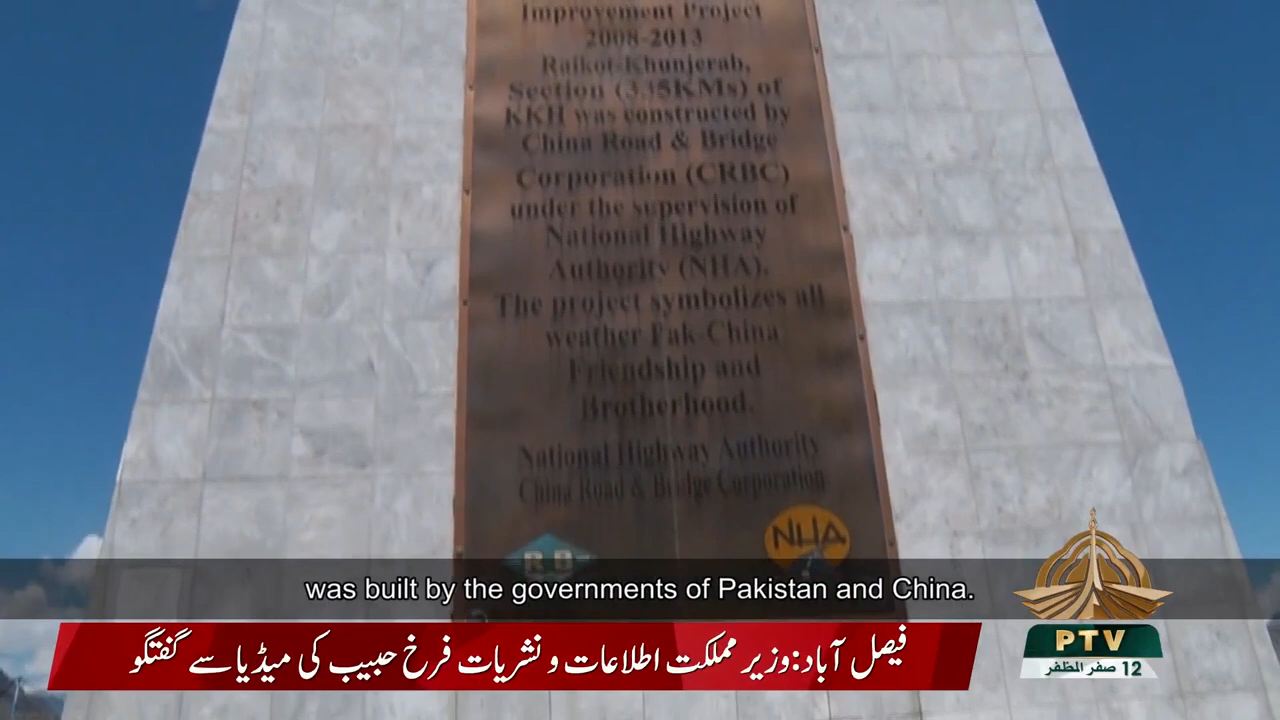 Improvement Project
2008-2013
Raikot-Khunjerab,
Section (335KMs) of
KKH was constructed by
China Road & Bridge
Corporation (CRBC)
under the supervision of
National Highway
Authority (NHA).
The project symbolizes all
weather Pak-China
Friendship and
Brotherhood.
National Highway Authority
China Road & Bridge Corporation
R B
NHA
was built by the governments of Pakistan and China.
فیصل آباد:وزیر مملکت اطلاعات و نشریات فرخ حبیب کی میڈیا سے گفتگو
PTV
12 صفر المظفر